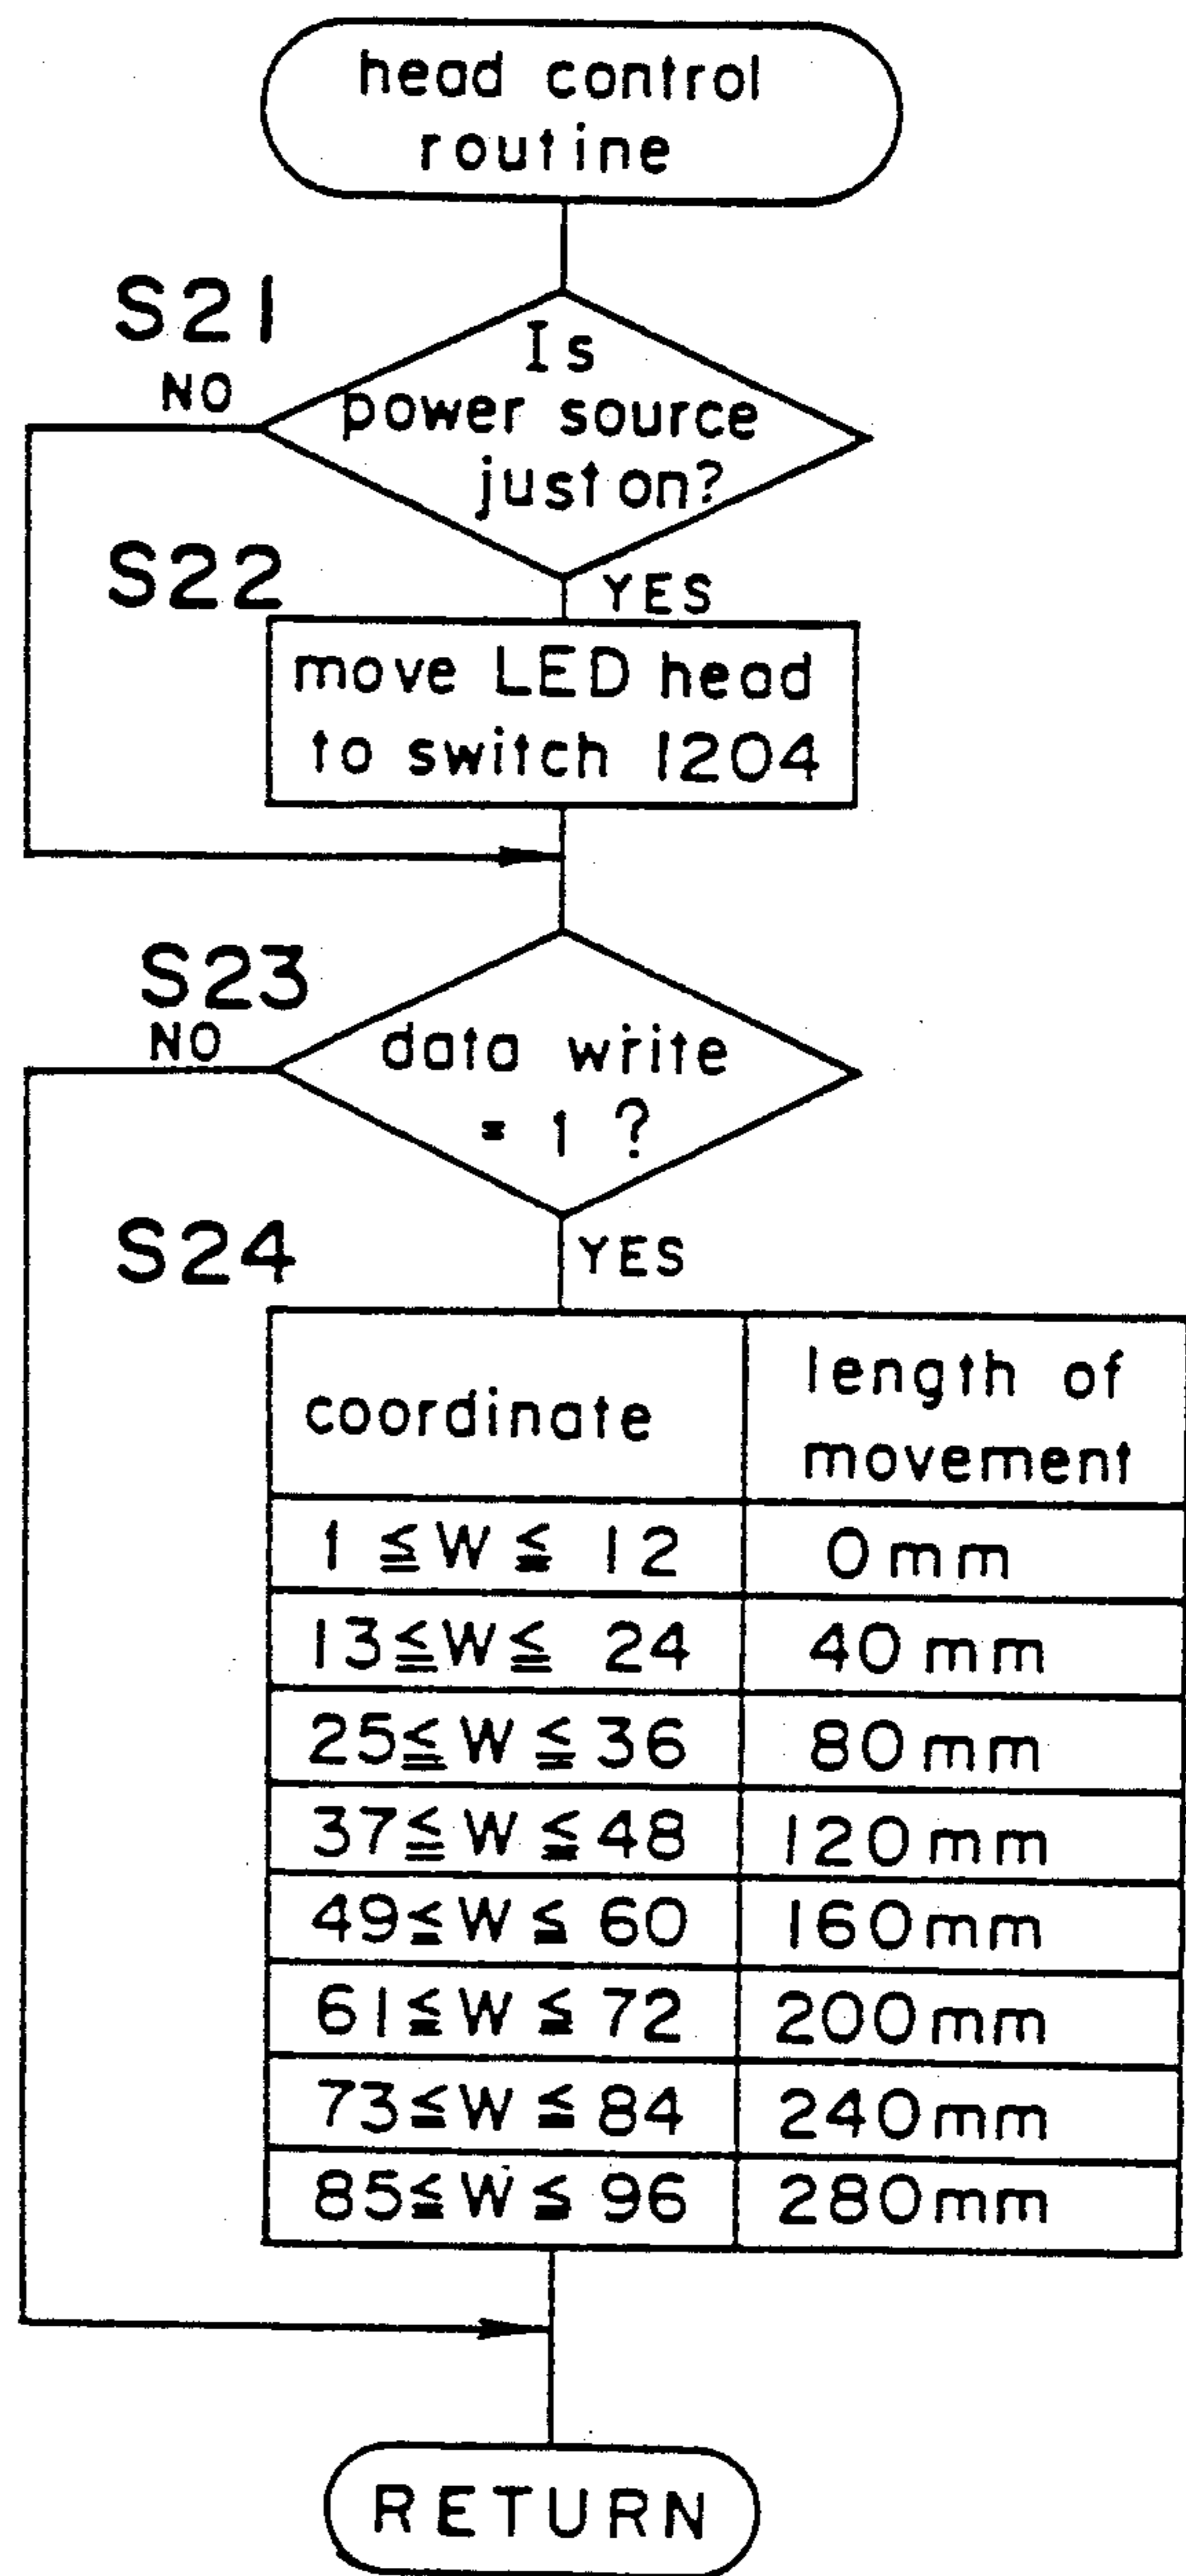 head control
routine
S21
NO
Is
power source
just on?
S22
YES
move LED head
to switch 1204
S23
NO
data write
= 1 ?
S24
YES
coordinate
length of
movement
1 ≦ W ≦ 12 0 mm
13 ≦ W ≦ 24 40 mm
25 ≦ W ≦ 36 80 mm
37 ≦ W ≦ 48 120 mm
49 ≦ W ≦ 60 160 mm
61 ≦ W ≦ 72 200 mm
73 ≦ W ≦ 84 240 mm
85 ≦ W ≦ 96 280 mm
RETURN